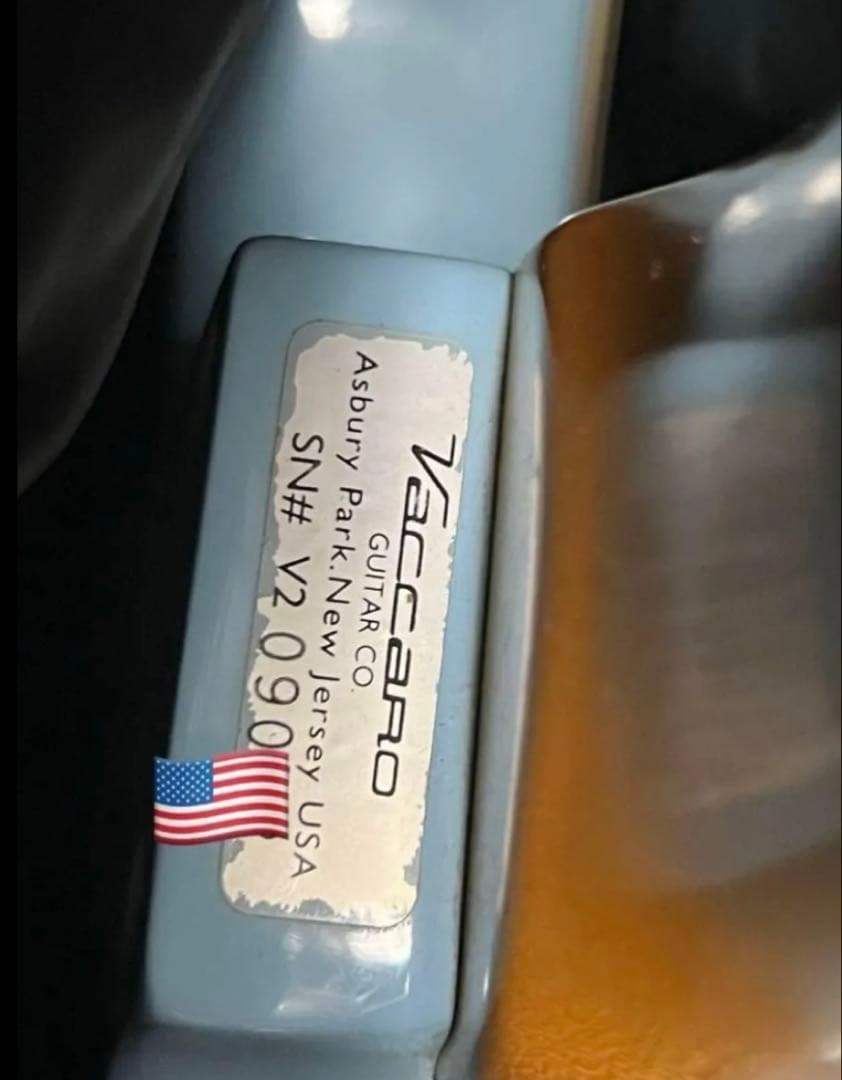 Vaccaro
GUITAR CO.
Asbury Park.New Jersey USA
SN# V2090